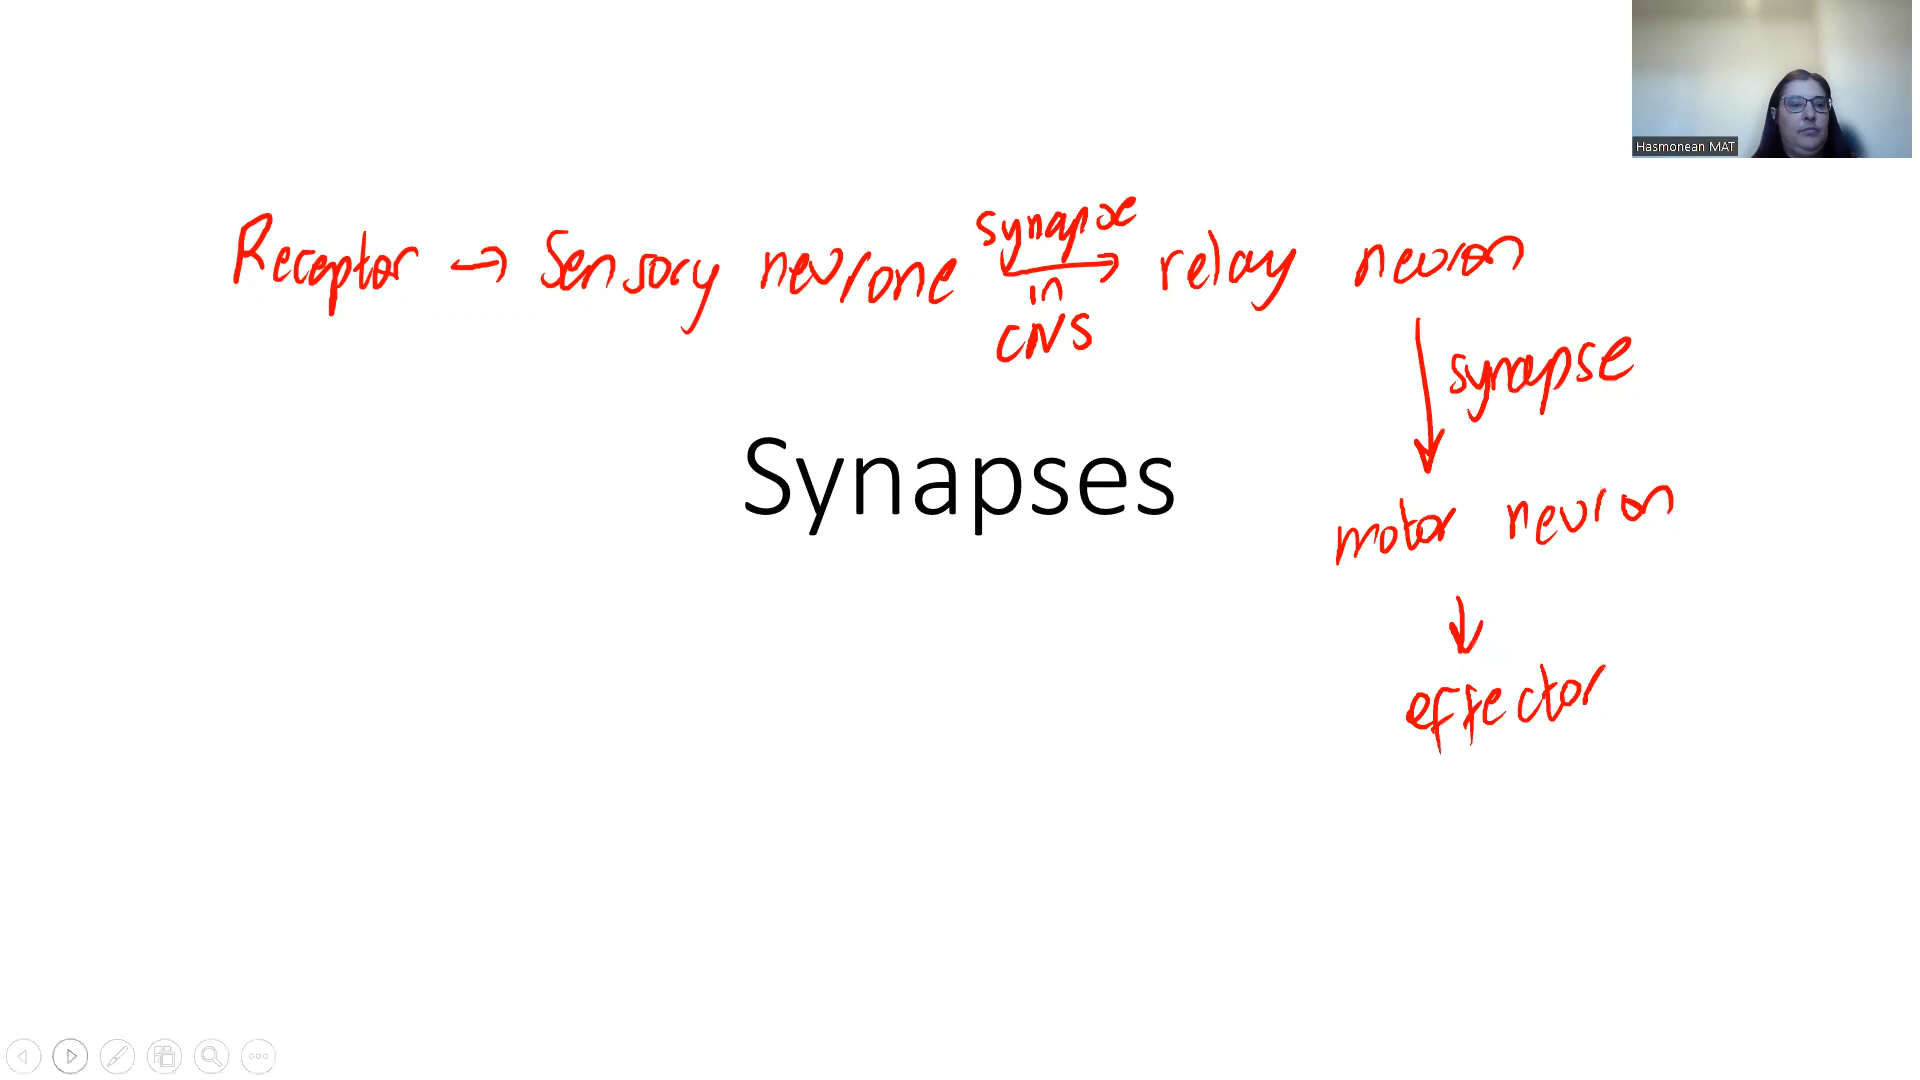 Hasmonean MAT
Receptor → Sensory neurone synapse → in CNS relay neuron
synapse
Synapses
motor neuron
effector